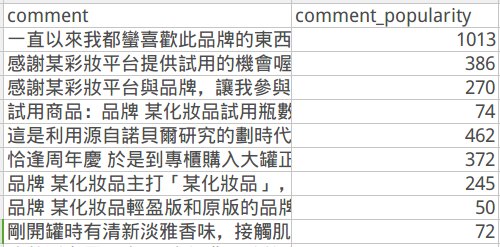 comment comment_popularity
一直以來我都蠻喜歡此品牌的東西 1013
感謝某彩妝平台提供試用的機會喔 386
感謝某彩妝平台與品牌，讓我參與 270
試用商品：品牌 某化妝品試用瓶數 74
這是利用源自諾貝爾研究的劃時代 462
恰逢周年慶 於是到專櫃購入大罐正 372
品牌 某化妝品主打「某化妝品」， 245
品牌 某化妝品輕盈版和原版的品牌 50
剛開罐時有清新淡雅香味，接觸肌 72